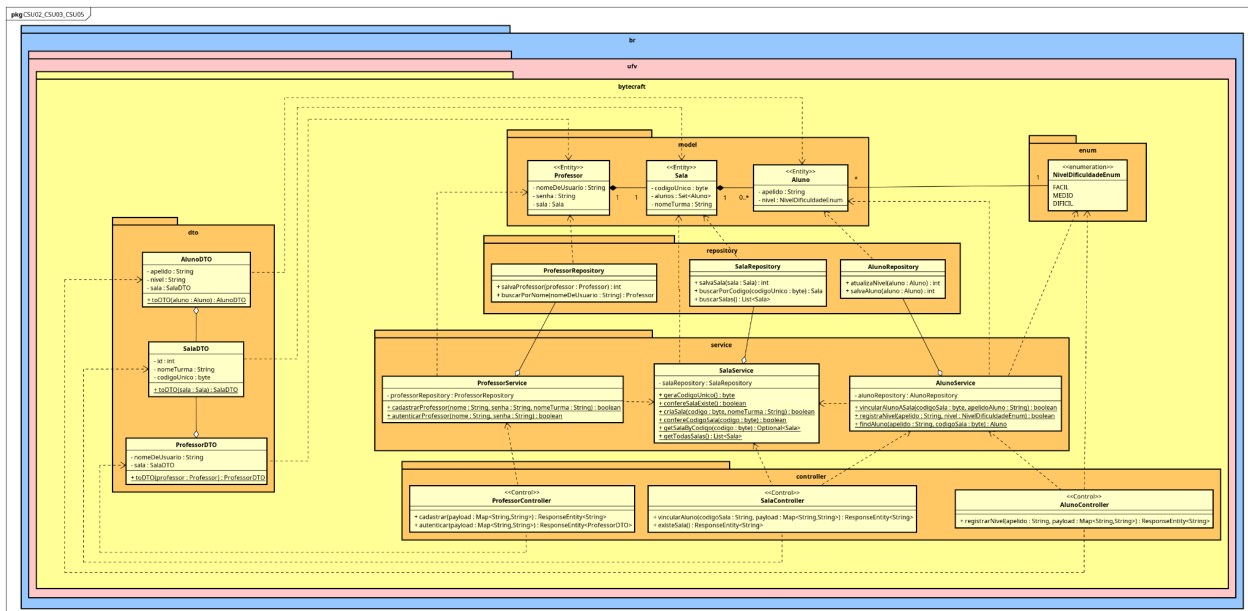 pkg CSU02_CSU03_CSU05
br
ufv
bytecraft
model
<<Entity>>
Professor
- nomeDeUsuario : String
- senha : String
- sala : Sala
1
1
<<Entity>>
Sala
- codigoUnico : byte
- alunos : Set<Aluno>
- nomeTurma : String
1
0..*
<<Entity>>
Aluno
- apelido : String
- nivel : NivelDificuldadeEnum
*
1
enum
<<enumeration>>
NivelDificuldadeEnum
FACIL
MEDIO
DIFICIL
dto
AlunoDTO
- apelido : String
- nivel : String
- sala : SalaDTO
+ toDTO(aluno : Aluno) : AlunoDTO
SalaDTO
- id : int
- nomeTurma : String
- codigoUnico : byte
+ toDTO(sala : Sala) : SalaDTO
ProfessorDTO
- nomeDeUsuario : String
- sala : SalaDTO
+ toDTO(professor : Professor) : ProfessorDTO
repository
ProfessorRepository
+ salvaProfessor(professor : Professor) : int
+ buscarPorNome(nomeDeUsuario : String) : Professor
SalaRepository
+ salvaSala(sala : Sala) : int
+ buscarPorCodigo(codigoUnico : byte) : Sala
+ buscarSalas() : List<Sala>
AlunoRepository
+ atualizaNivel(aluno : Aluno) : int
+ salvaAluno(aluno : Aluno) : int
service
ProfessorService
- professorRepository : ProfessorRepository
+ cadastrarProfessor(nome : String, senha : String, nomeTurma : String) : boolean
+ autenticarProfessor(nome : String, senha : String) : boolean
SalaService
- salaRepository : SalaRepository
+ geraCodigoUnico() : byte
+ confereSalaExiste() : boolean
+ criaSala(codigo : byte, nomeTurma : String) : boolean
+ confereCodigoSala(codigo : byte) : boolean
+ getSalaByCodigo(codigo : byte) : Optional<Sala>
+ getTodasSalas() : List<Sala>
AlunoService
- alunoRepository : AlunoRepository
+ vincularAlunoASala(codigoSala : byte, apelidoAluno : String) : boolean
+ registraNivel(apelido : String, nivel : NivelDificuldadeEnum) : boolean
+ findAluno(apelido : String, codigoSala : byte) : Aluno
controller
<<Control>>
ProfessorController
+ cadastrar(payload : Map<String,String>) : ResponseEntity<String>
+ autenticar(payload : Map<String,String>) : ResponseEntity<ProfessorDTO>
<<Control>>
SalaController
+ vincularAluno(codigoSala : String, payload : Map<String,String>) : ResponseEntity<String>
+ existeSala() : ResponseEntity<String>
<<Control>>
AlunoController
+ registrarNivel(apelido : String, payload : Map<String,String>) : ResponseEntity<String>